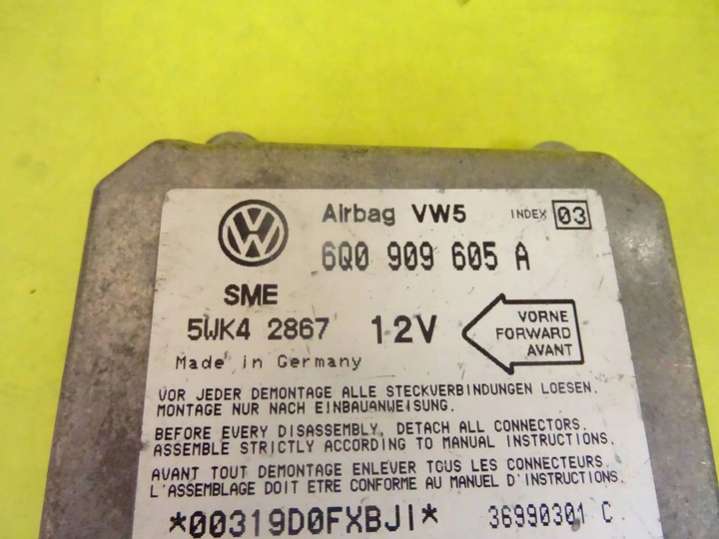 Airbag VW5 INDEX 03
6Q0 909 605 A
SME
5WK4 2867 12V
VORNE
FORWARD
AVANT
Made in Germany
VOR JEDER DEMONTAGE ALLE STECKVERBINDUNGEN LOESEN.
MONTAGE NUR NACH EINBAUANWEISUNG.
BEFORE EVERY DISASSEMBLY, DETACH ALL CONNECTORS.
ASSEMBLE STRICTLY ACCORDING TO MANUAL INSTRUCTIONS.
AVANT TOUT DEMONTAGE ENLEVER TOUS LES CONNECTEURS.
L'ASSEMBLAGE DOIT ETRE CONFORME AU MANUEL D'INSTRUCTIONS.
*00319D0FXBJI* 36990301 C